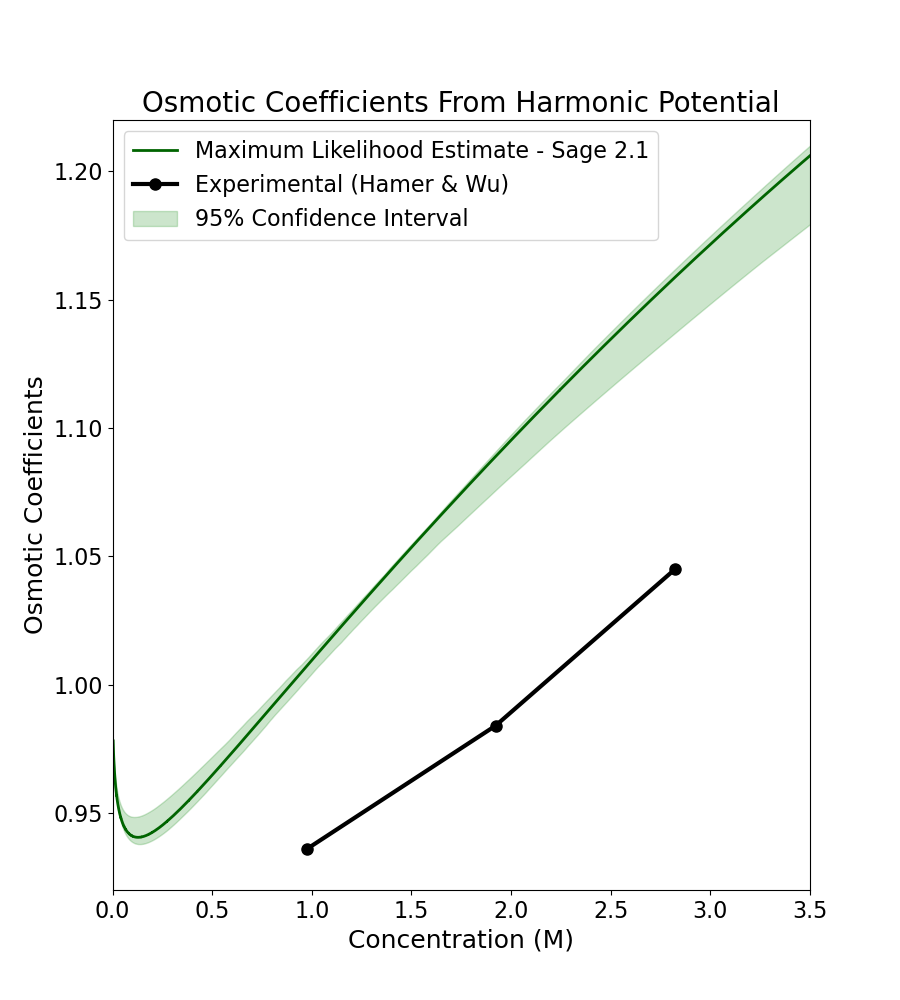 Osmotic Coefficients From Harmonic Potential
Maximum Likelihood Estimate - Sage 2.1
Experimental (Hamer & Wu)
95% Confidence Interval
Osmotic Coefficients
1.20
1.15
1.10
1.05
1.00
0.95
0.0 0.5 1.0 1.5 2.0 2.5 3.0 3.5
Concentration (M)